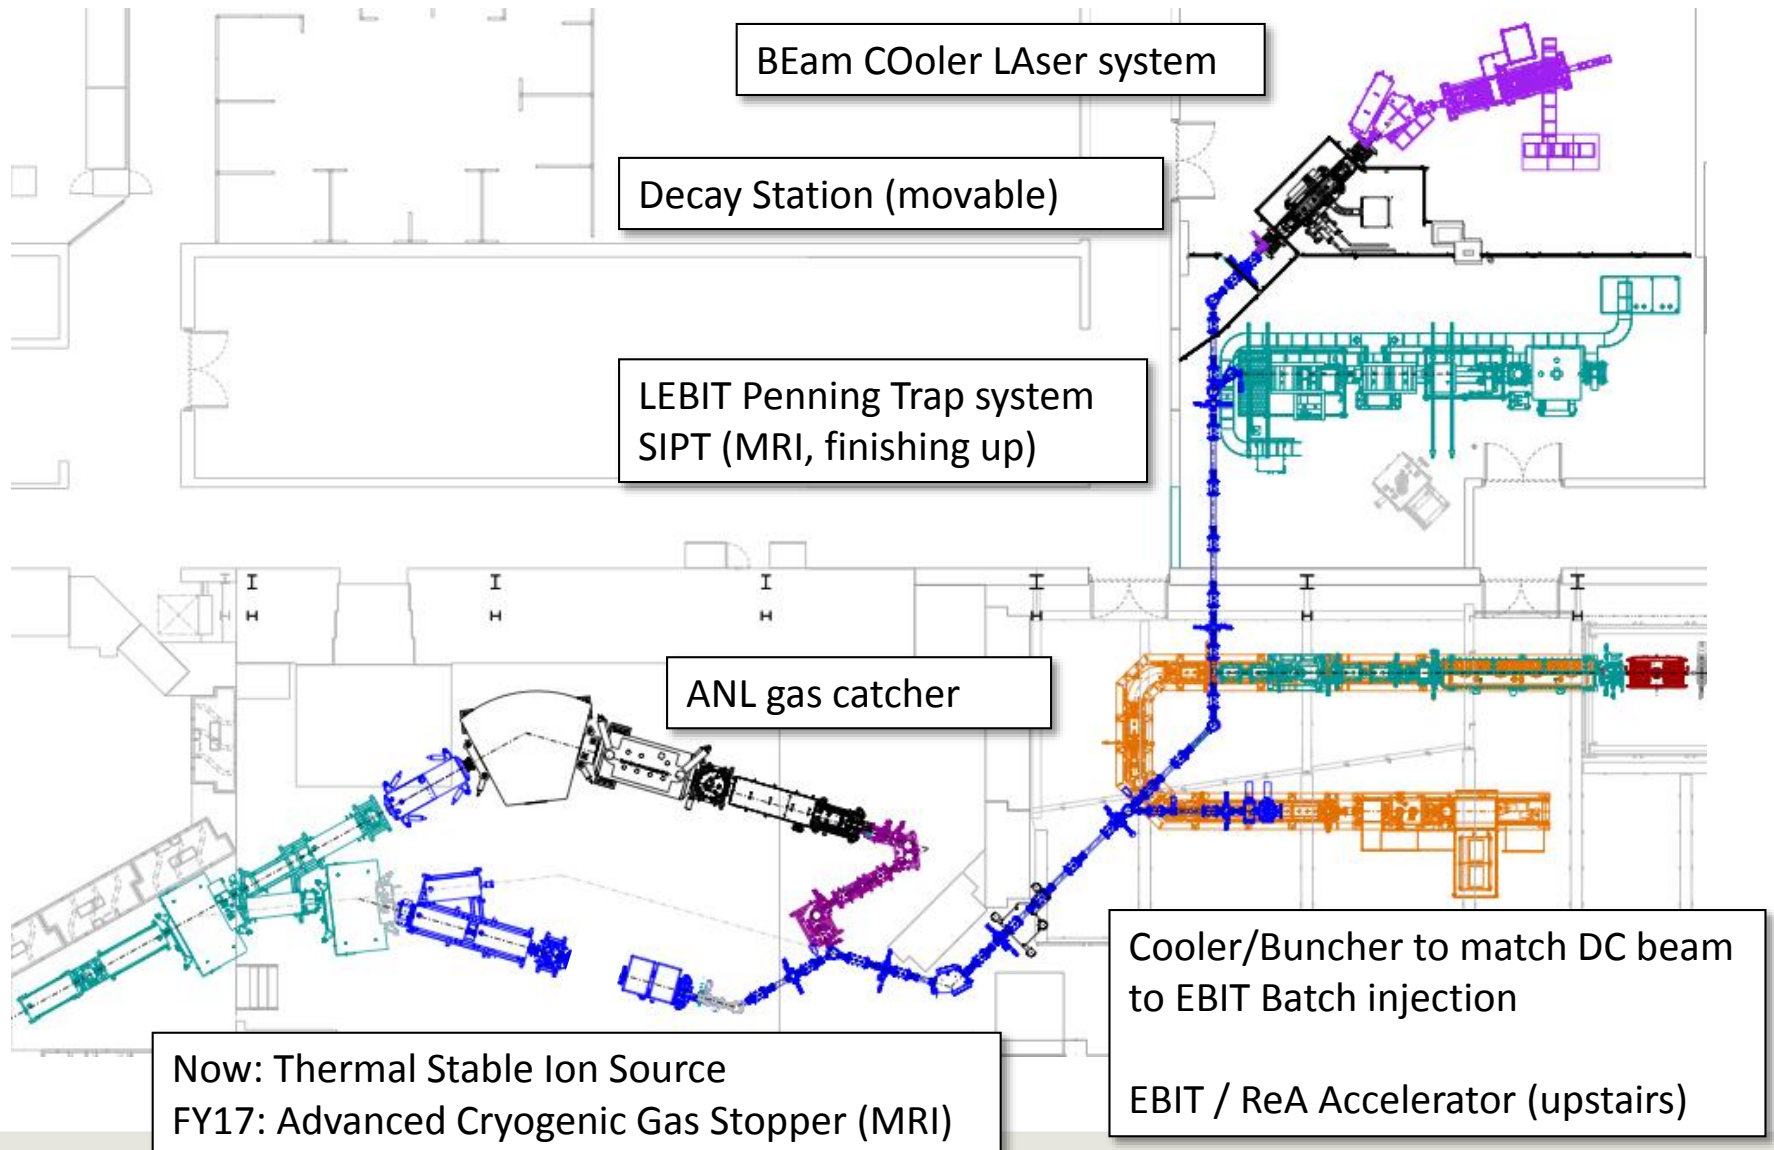 BEam COoler LAser system
Decay Station (movable)
LEBIT Penning Trap system
SIPT (MRI, finishing up)
ANL gas catcher
Cooler/Buncher to match DC beam
to EBIT Batch injection
EBIT / ReA Accelerator (upstairs)
Now: Thermal Stable Ion Source
FY17: Advanced Cryogenic Gas Stopper (MRI)